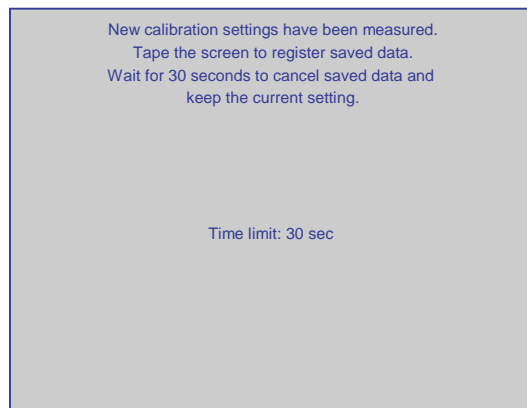 New calibration settings have been measured.
Tape the screen to register saved data.
Wait for 30 seconds to cancel saved data and
keep the current setting.
Time limit: 30 sec